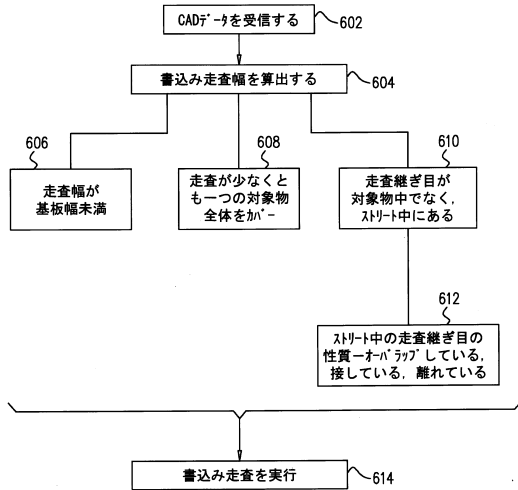 CADﾃﾞｰﾀを受信する
602
書込み走査幅を算出する
604
606
走査幅が
基板幅未満
608
走査が少なくと
も一つの対象物
全体をｶﾊﾞｰ
610
走査継ぎ目が
対象物中でなく,
ｽﾄﾘｰﾄ中にある
612
ｽﾄﾘｰﾄ中の走査継ぎ目の
性質ーｵｰﾊﾞﾗｯﾌﾟしている,
接している, 離れている
書込み走査を実行
614